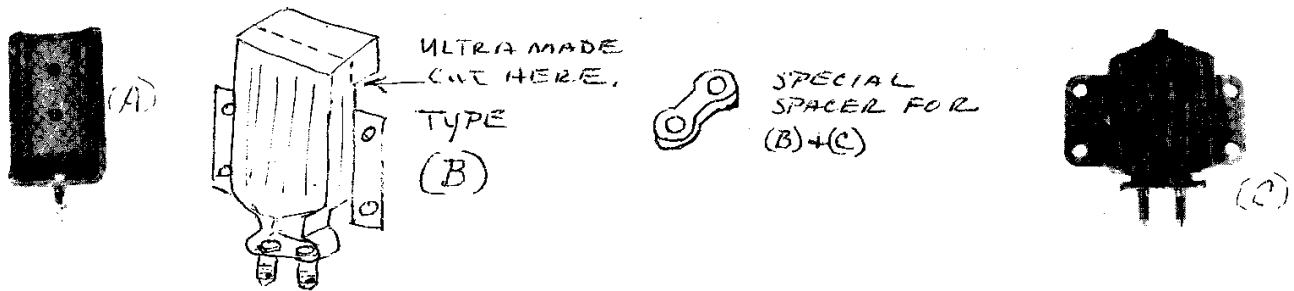 (A)
ULTRA MADE
CUT HERE.
TYPE
(B)
SPECIAL
SPACER FOR
(B)+(C)
(C)